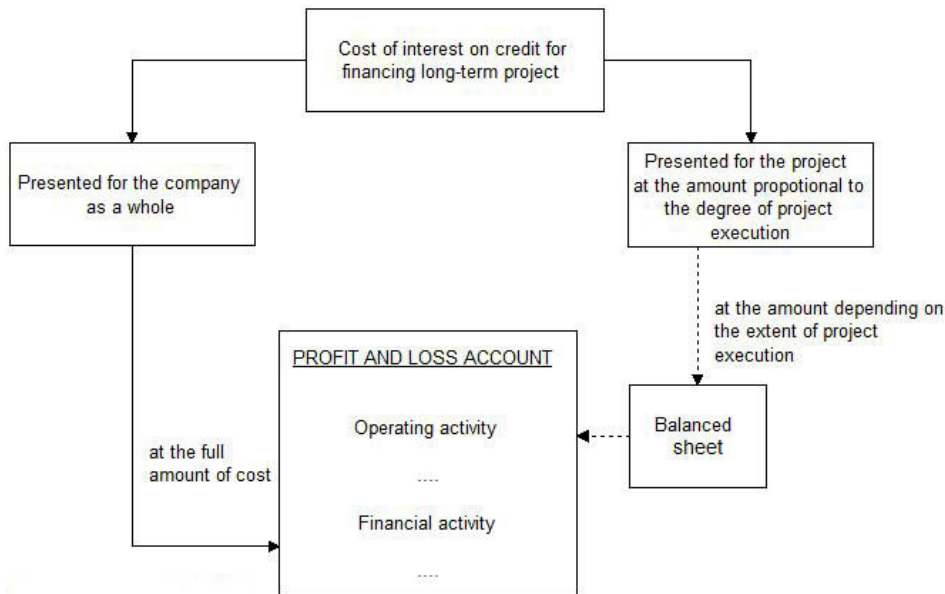 Cost of interest on credit for
financing long-term project
Presented for the company
as a whole
Presented for the project
at the amount propotional to
the degree of project
execution
at the amount depending on
the extent of project
execution
PROFIT AND LOSS ACCOUNT
Operating activity
....
Financial activity
....
Balanced
sheet
at the full
amount of cost